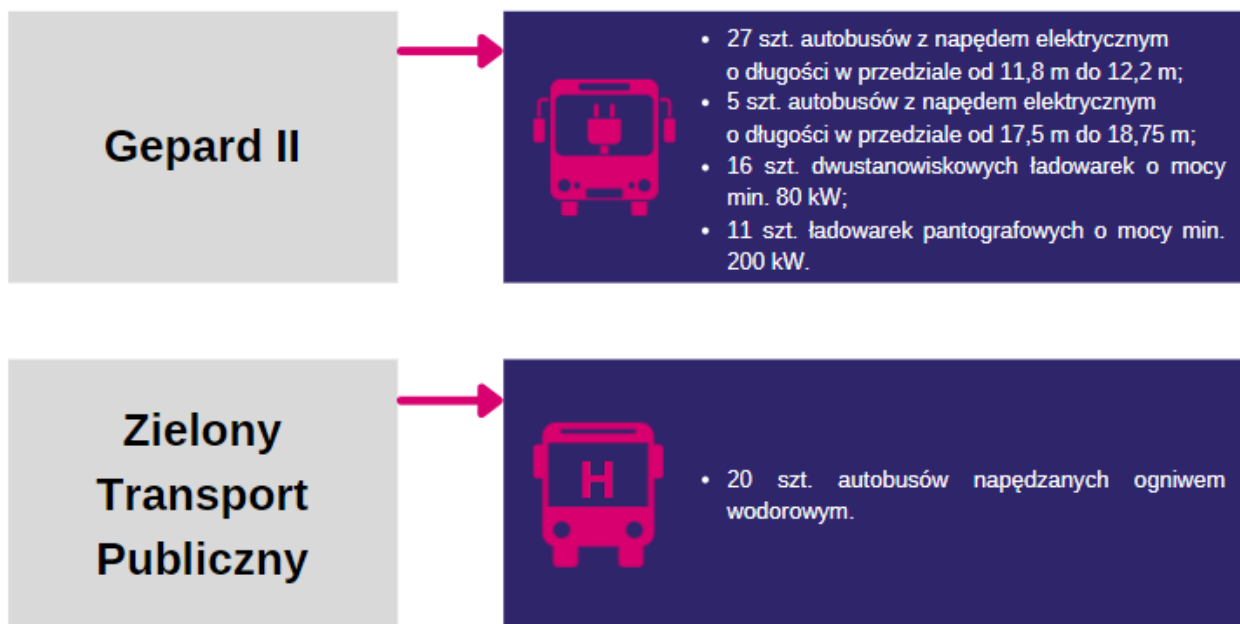 Gepard II
• 27 szt. autobusów z napędem elektrycznym
o długości w przedziale od 11,8 m do 12,2 m;
• 5 szt. autobusów z napędem elektrycznym
o długości w przedziale od 17,5 m do 18,75 m;
• 16 szt. dwustanowiskowych ładowarek o mocy
min. 80 kW;
• 11 szt. ładowarek pantografowych o mocy min.
200 kW.
Zielony
Transport
Publiczny
H
• 20 szt. autobusów napędzanych ogniwem
wodorowym.